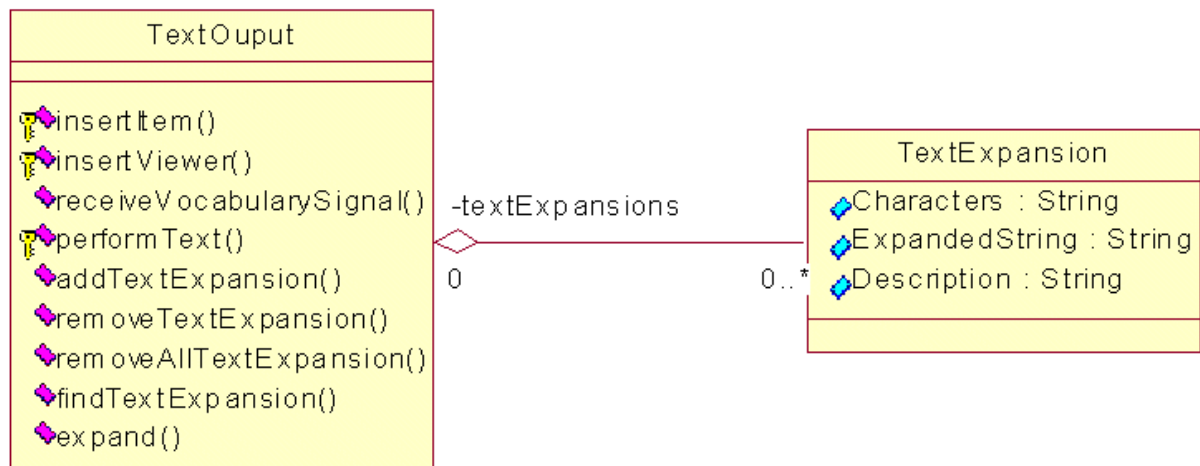 TextOuput
insertItem()
insertViewer()
receiveVocabularySignal()
performText()
addTextExpansion()
removeTextExpansion()
removeAllTextExpansion()
findTextExpansion()
expand()
-textExpansions
0
0..*
TextExpansion
Characters : String
ExpandedString : String
Description : String